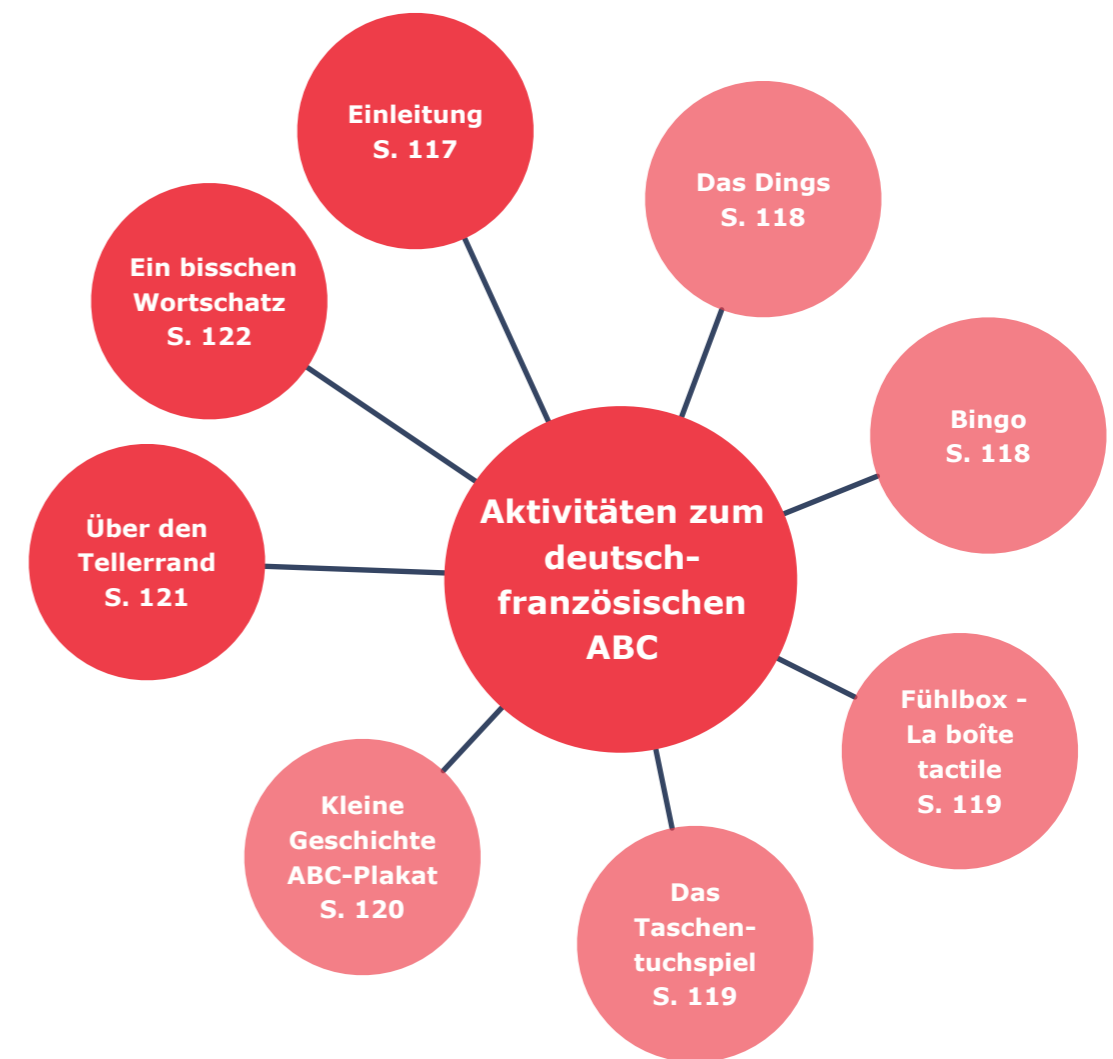 Einleitung
S. 117
Das Dings
S. 118
Ein bisschen
Wortschatz
S. 122
Bingo
S. 118
Aktivitäten zum
deutsch-
französischen
ABC
Über den
Tellerrand
S. 121
Fühlbox -
La boîte
tactile
S. 119
Kleine
Geschichte
ABC-Plakat
S. 120
Das
Taschen-
tuchspiel
S. 119